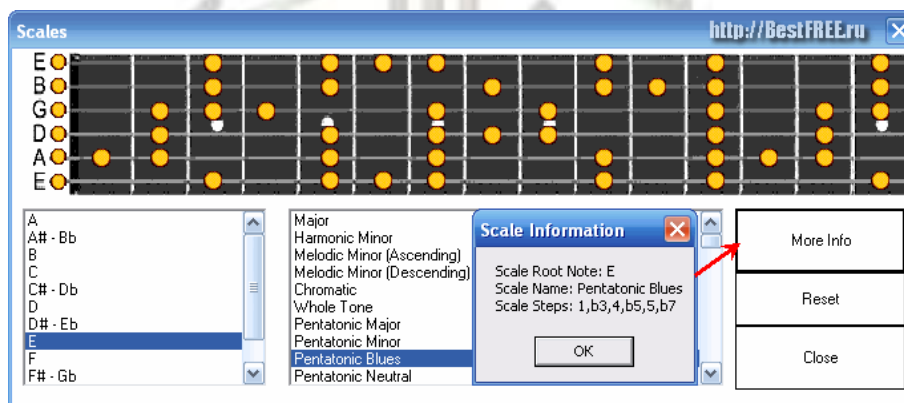 Scales
http://BestFREE.ru
E
B
G
D
A
E
A
A# - Bb
B
C
C# - Db
D
D# - Eb
E
F
F# - Gb
Major
Harmonic Minor
Melodic Minor (Ascending)
Melodic Minor (Descending)
Chromatic
Whole Tone
Pentatonic Major
Pentatonic Minor
Pentatonic Blues
Pentatonic Neutral
Scale Information
Scale Root Note: E
Scale Name: Pentatonic Blues
Scale Steps: 1,b3,4,b5,5,b7
OK
More Info
Reset
Close